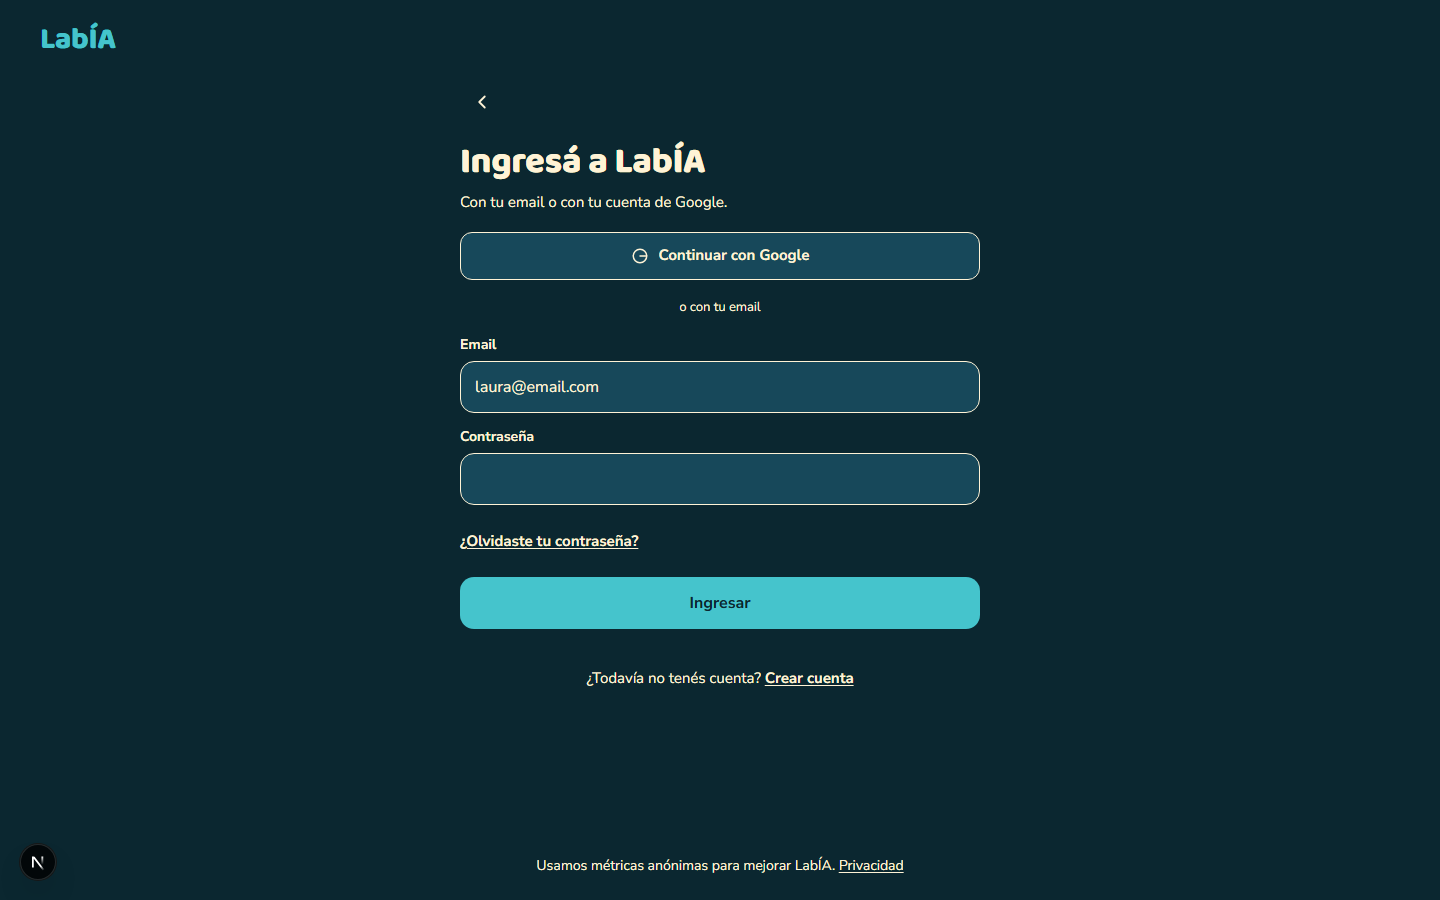 LabÍA
Ingresá a LabÍA
Con tu email o con tu cuenta de Google.
Continuar con Google
o con tu email
Email
laura@email.com
Contraseña
¿Olvidaste tu contraseña?
Ingresar
¿Todavía no tenés cuenta? Crear cuenta
N
Usamos métricas anónimas para mejorar LabÍA. Privacidad